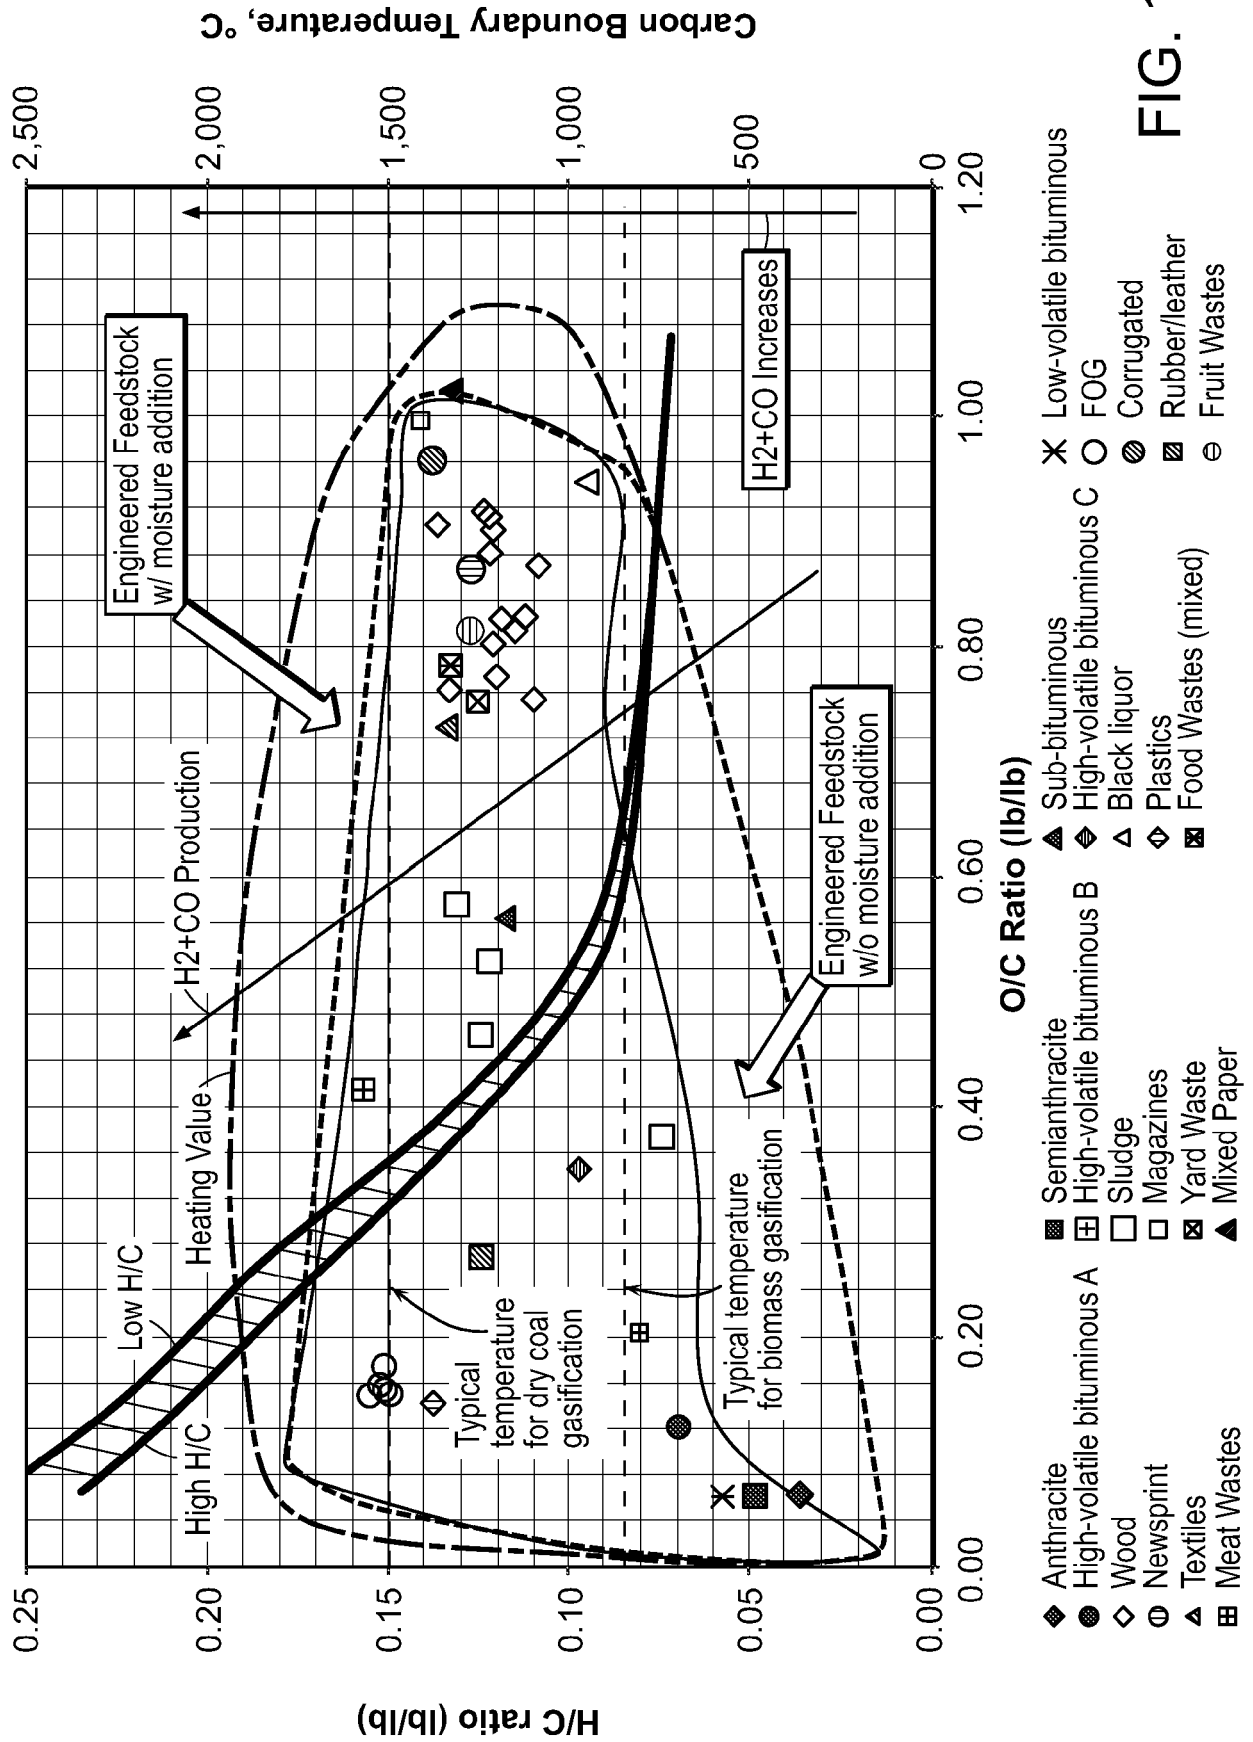 Carbon Boundary Temperature, °C
2,500
2,000
1,500
1,000
500
0
H/C ratio (lb/lb)
0.25
0.20
0.15
0.10
0.05
0.00
0.00
0.20
0.40
0.60
0.80
1.00
1.20
O/C Ratio (lb/lb)
High H/C
Low H/C
Heating Value
H2+CO Production
Engineered Feedstock
w/ moisture addition
Typical
temperature
for dry coal
gasification
Typical temperature
for biomass gasification
Engineered Feedstock
w/o moisture addition
H2+CO Increases
Anthracite
High-volatile bituminous A
Wood
Newsprint
Textiles
Meat Wastes
Semianthracite
High-volatile bituminous B
Sludge
Magazines
Yard Waste
Mixed Paper
Sub-bituminous
High-volatile bituminous C
Black liquor
Plastics
Food Wastes (mixed)
Low-volatile bituminous
FOG
Corrugated
Rubber/leather
Fruit Wastes
FIG.